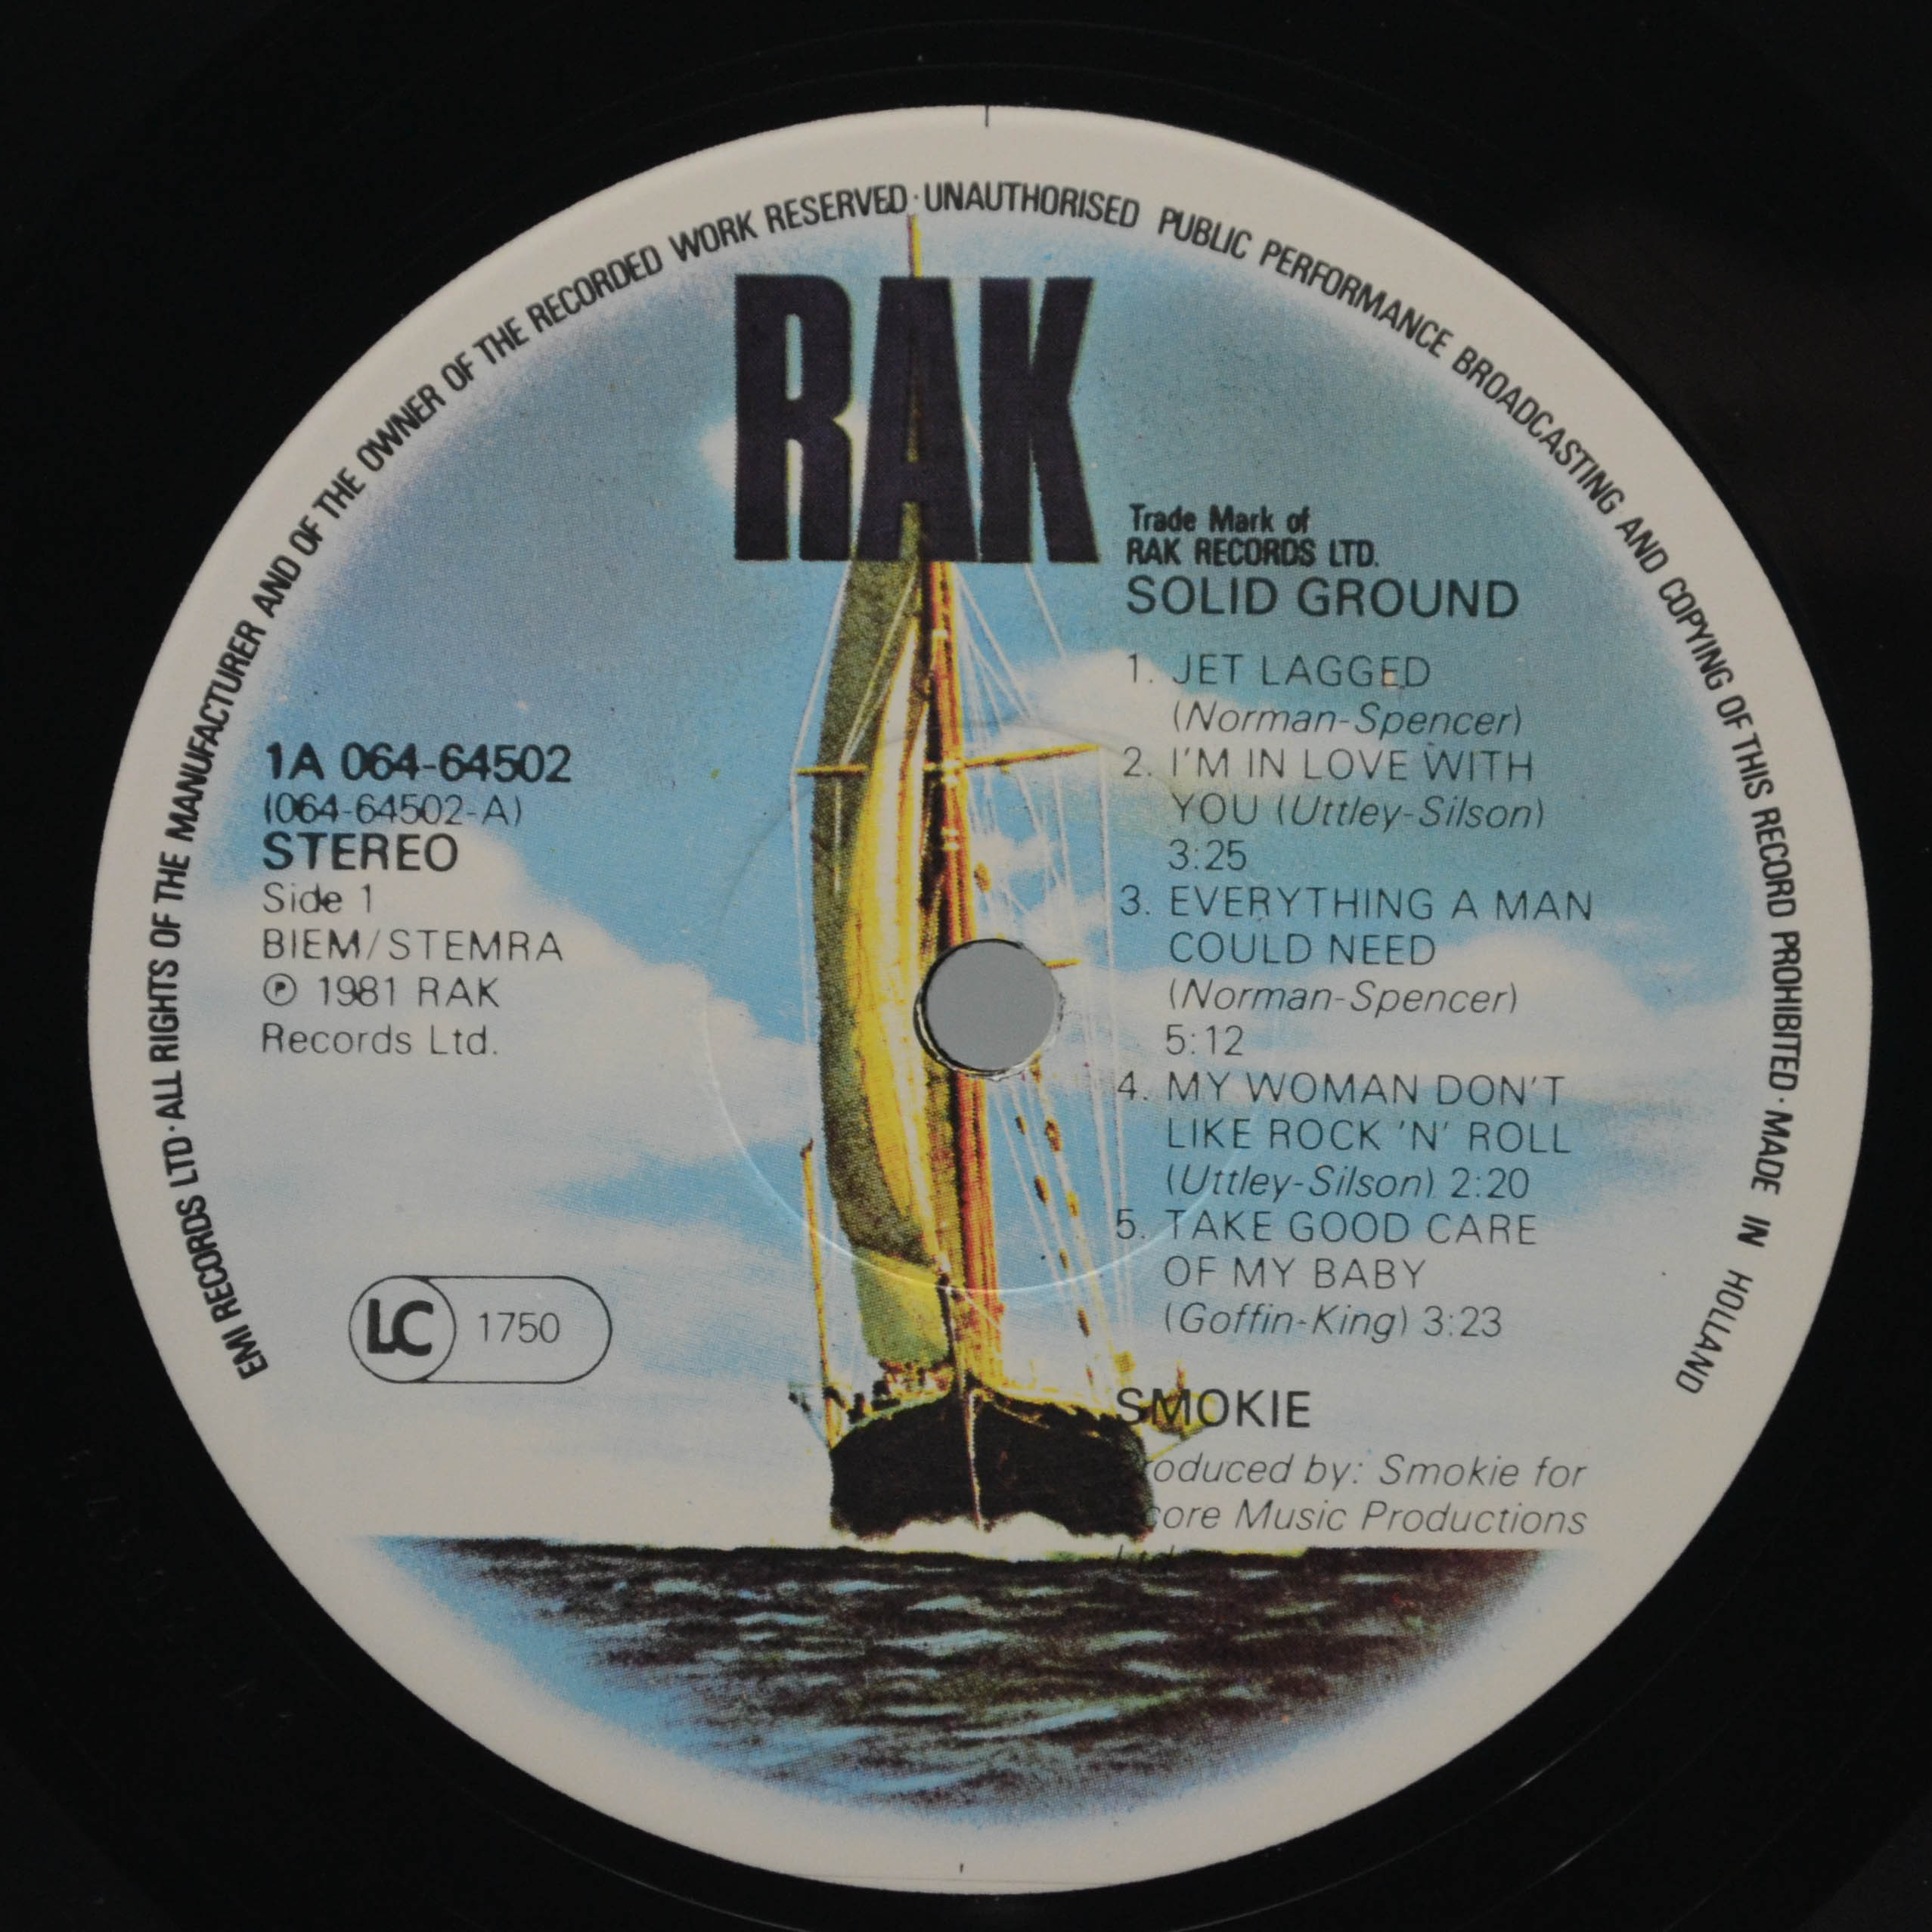 EMI RECORDS LTD · ALL RIGHTS OF THE MANUFACTURER AND OF THE OWNER OF THE RECORDED WORK RESERVED · UNAUTHORISED PUBLIC PERFORMANCE BROADCASTING AND COPYING OF THIS RECORD PROHIBITED · MADE IN HOLLAND
RAK
Trade Mark of
RAK RECORDS LTD.
SOLID GROUND
1. JET LAGGED
(Norman-Spencer)
2. I'M IN LOVE WITH
YOU (Uttley-Silson)
3:25
3. EVERYTHING A MAN
COULD NEED
(Norman-Spencer)
5:12
4. MY WOMAN DON'T
LIKE ROCK 'N' ROLL
(Uttley-Silson) 2:20
5. TAKE GOOD CARE
OF MY BABY
(Goffin-King) 3:23
SMOKIE
by: Smokie for
Music Productions
Ltd
1A 064-64502
(064-64502-A)
STEREO
Side 1
BIEM/STEMRA
℗ 1981 RAK
Records Ltd.
LC 1750